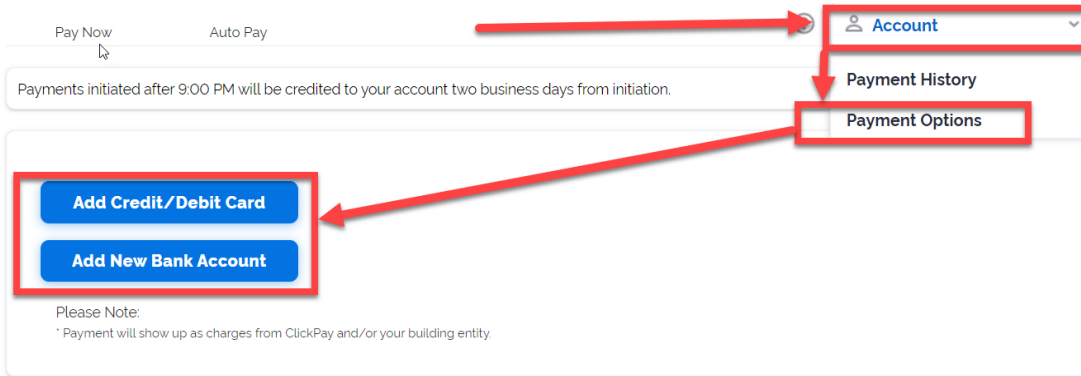 Pay Now
Auto Pay
Account
Payment History
Payment Options
Payments initiated after 9:00 PM will be credited to your account two business days from initiation.
Add Credit/Debit Card
Add New Bank Account
Please Note:
* Payment will show up as charges from ClickPay and/or your building entity.